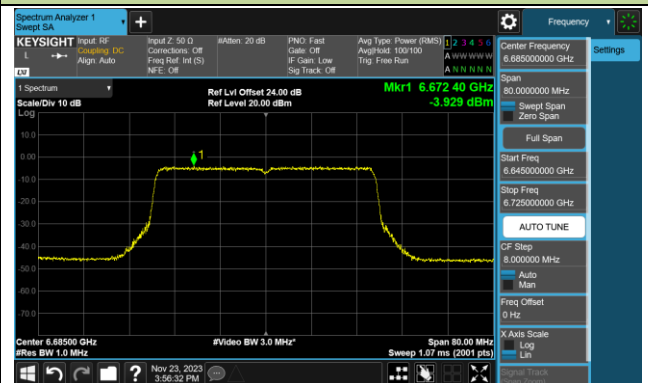 Spectrum Analyzer 1
Swept SA
Frequency
KEYSIGHT
L
LXI
Input: RF
Coupling: DC
Align: Auto
Input Z: 50 Ω
Corrections: Off
Freq Ref: Int (S)
NFE: Off
#Atten: 20 dB
PNO: Fast
Gate: Off
IF Gain: Low
Sig Track: Off
Avg Type: Power (RMS)
Avg|Hold: 100/100
Trig: Free Run
1 2 3 4 5 6
A W W W W W
A N N N N N
Center Frequency
6.685000000 GHz
Settings
Span
80.0000000 MHz
Swept Span
Zero Span
Full Span
Start Freq
6.645000000 GHz
Stop Freq
6.725000000 GHz
AUTO TUNE
CF Step
8.000000 MHz
Auto
Man
Freq Offset
0 Hz
X Axis Scale
Log
Lin
Signal Track
1 Spectrum
Scale/Div 10 dB
Log
Ref Lvl Offset 24.00 dB
Ref Level 20.00 dBm
Mkr1 6.672 40 GHz
-3.929 dBm
1
10.0
0.00
-10.0
-20.0
-30.0
-40.0
-50.0
-60.0
-70.0
Center 6.68500 GHz
#Res BW 1.0 MHz
#Video BW 3.0 MHz*
Span 80.00 MHz
Sweep 1.07 ms (2001 pts)
Nov 23, 2023
3:56:32 PM